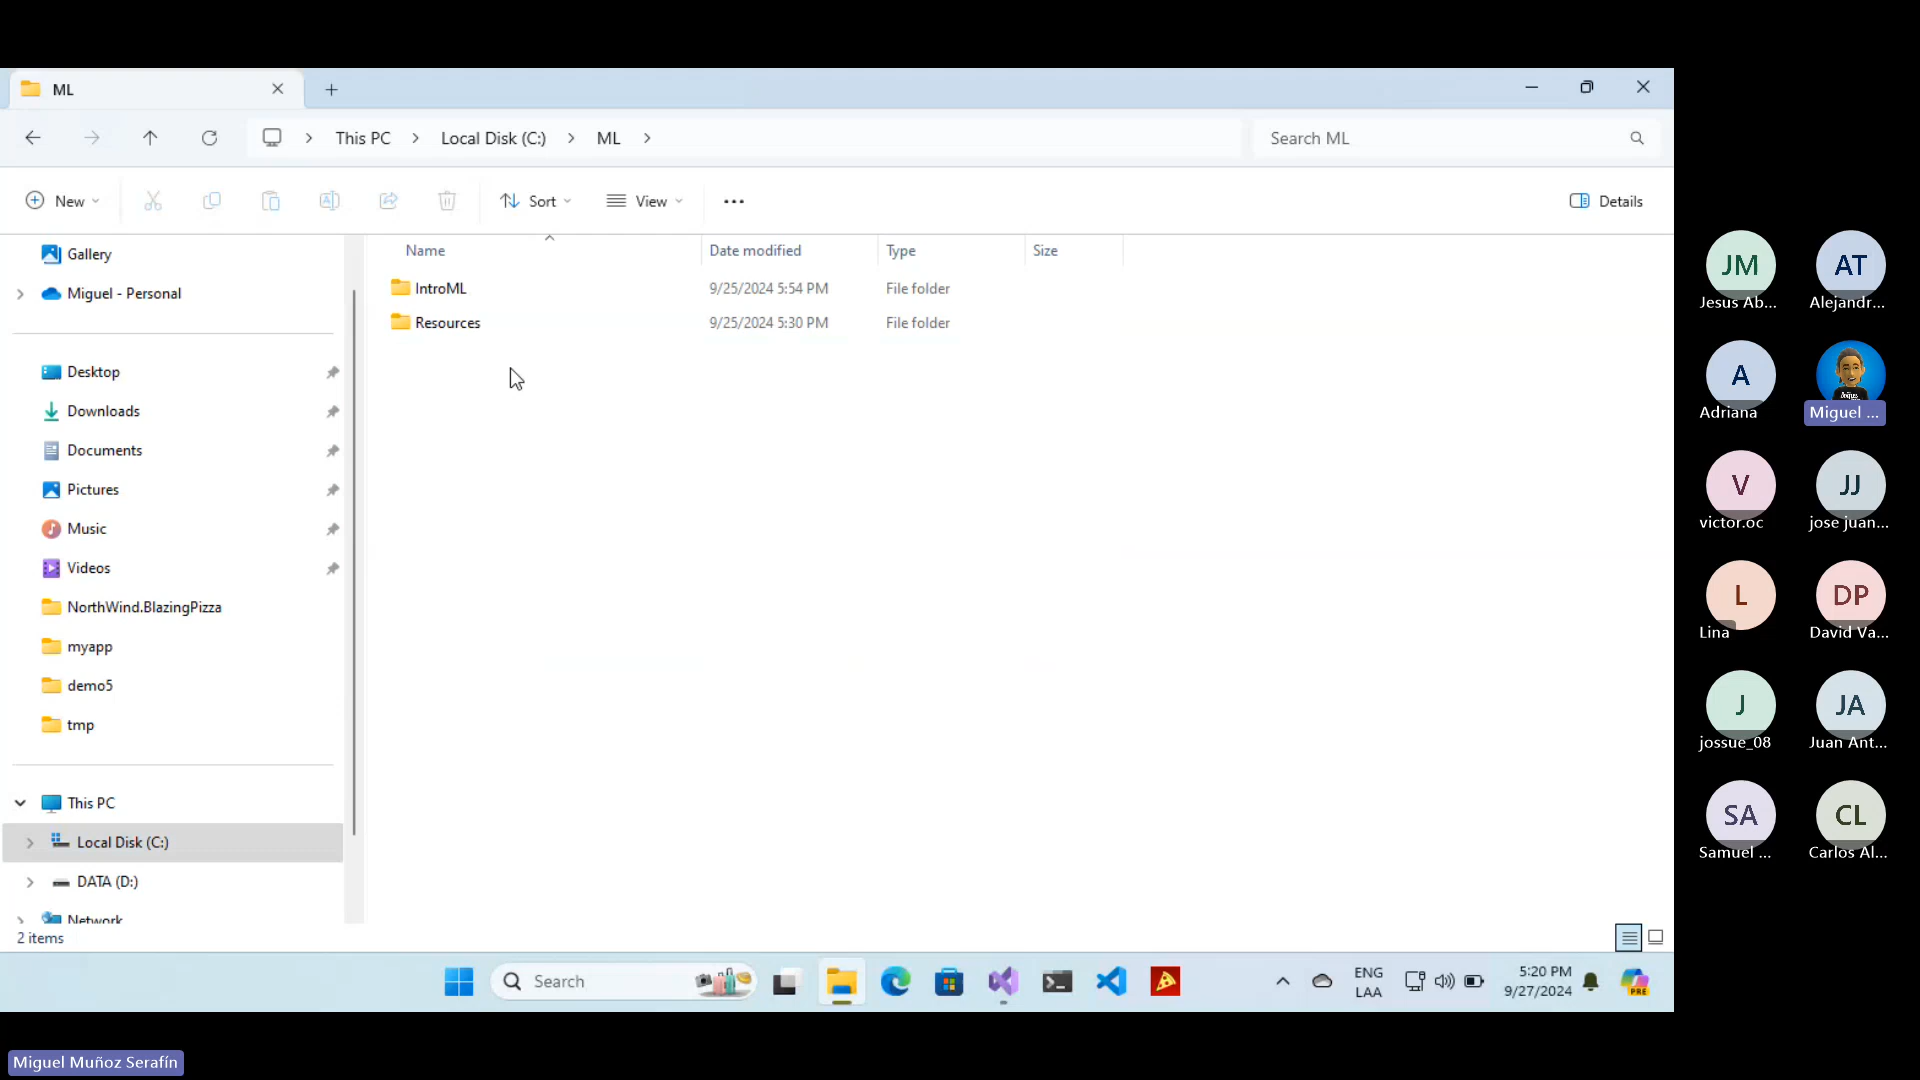 ML
This PC
Local Disk (C:)
ML
Search ML
New
Sort
View
Details
Name
Date modified
Type
Size
IntroML
9/25/2024 5:54 PM
File folder
Resources
9/25/2024 5:30 PM
File folder
Gallery
Miguel - Personal
Desktop
Downloads
Documents
Pictures
Music
Videos
NorthWind.BlazingPizza
myapp
demo5
tmp
This PC
Local Disk (C:)
DATA (D:)
Network
2 items
Search
PRE
ENG
LAA
5:20 PM
9/27/2024
JM
Jesus Ab...
AT
Alejandr...
A
Adriana
Miguel ...
V
victor.oc
JJ
jose juan...
L
Lina
DP
David Va...
J
jossue_08
JA
Juan Ant...
SA
Samuel ...
CL
Carlos Al...
Miguel Muñoz Serafín